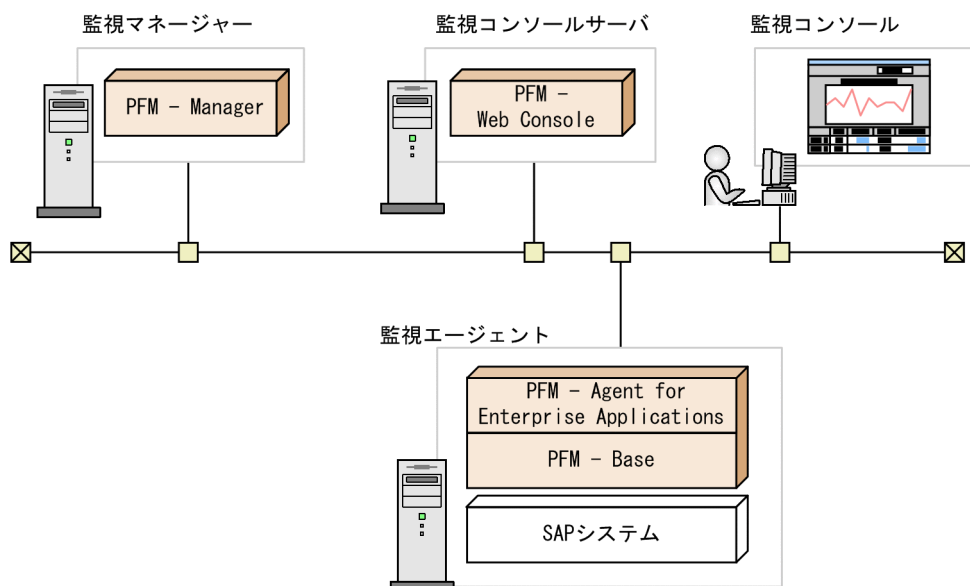 監視マネージャー
監視コンソールサーバ
監視コンソール
PFM − Manager
PFM −
Web Console
監視エージェント
PFM − Agent for
Enterprise Applications
PFM − Base
SAPシステム